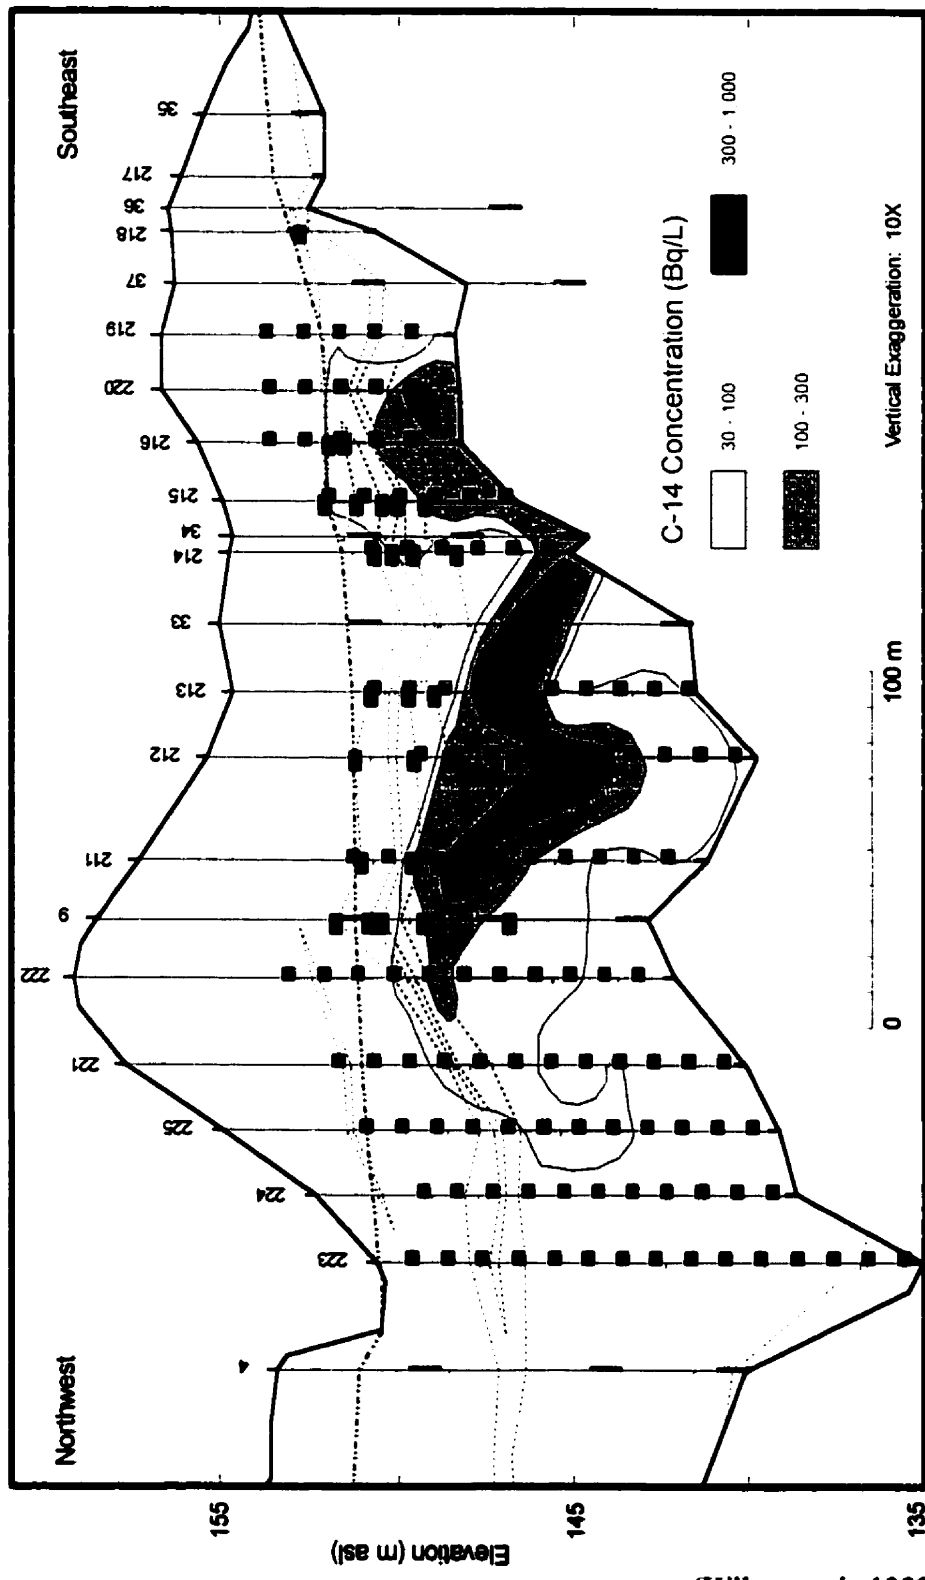 Northwest
Southeast
4
223
224
225
221
222
9
211
212
213
33
214
34
215
216
220
219
37
218
36
217
35
155
145
135
Elevation (m asl)
C-14 Concentration (Bq/L)
30 - 100
300 - 1 000
100 - 300
0
100 m
Vertical Exaggeration: 10X